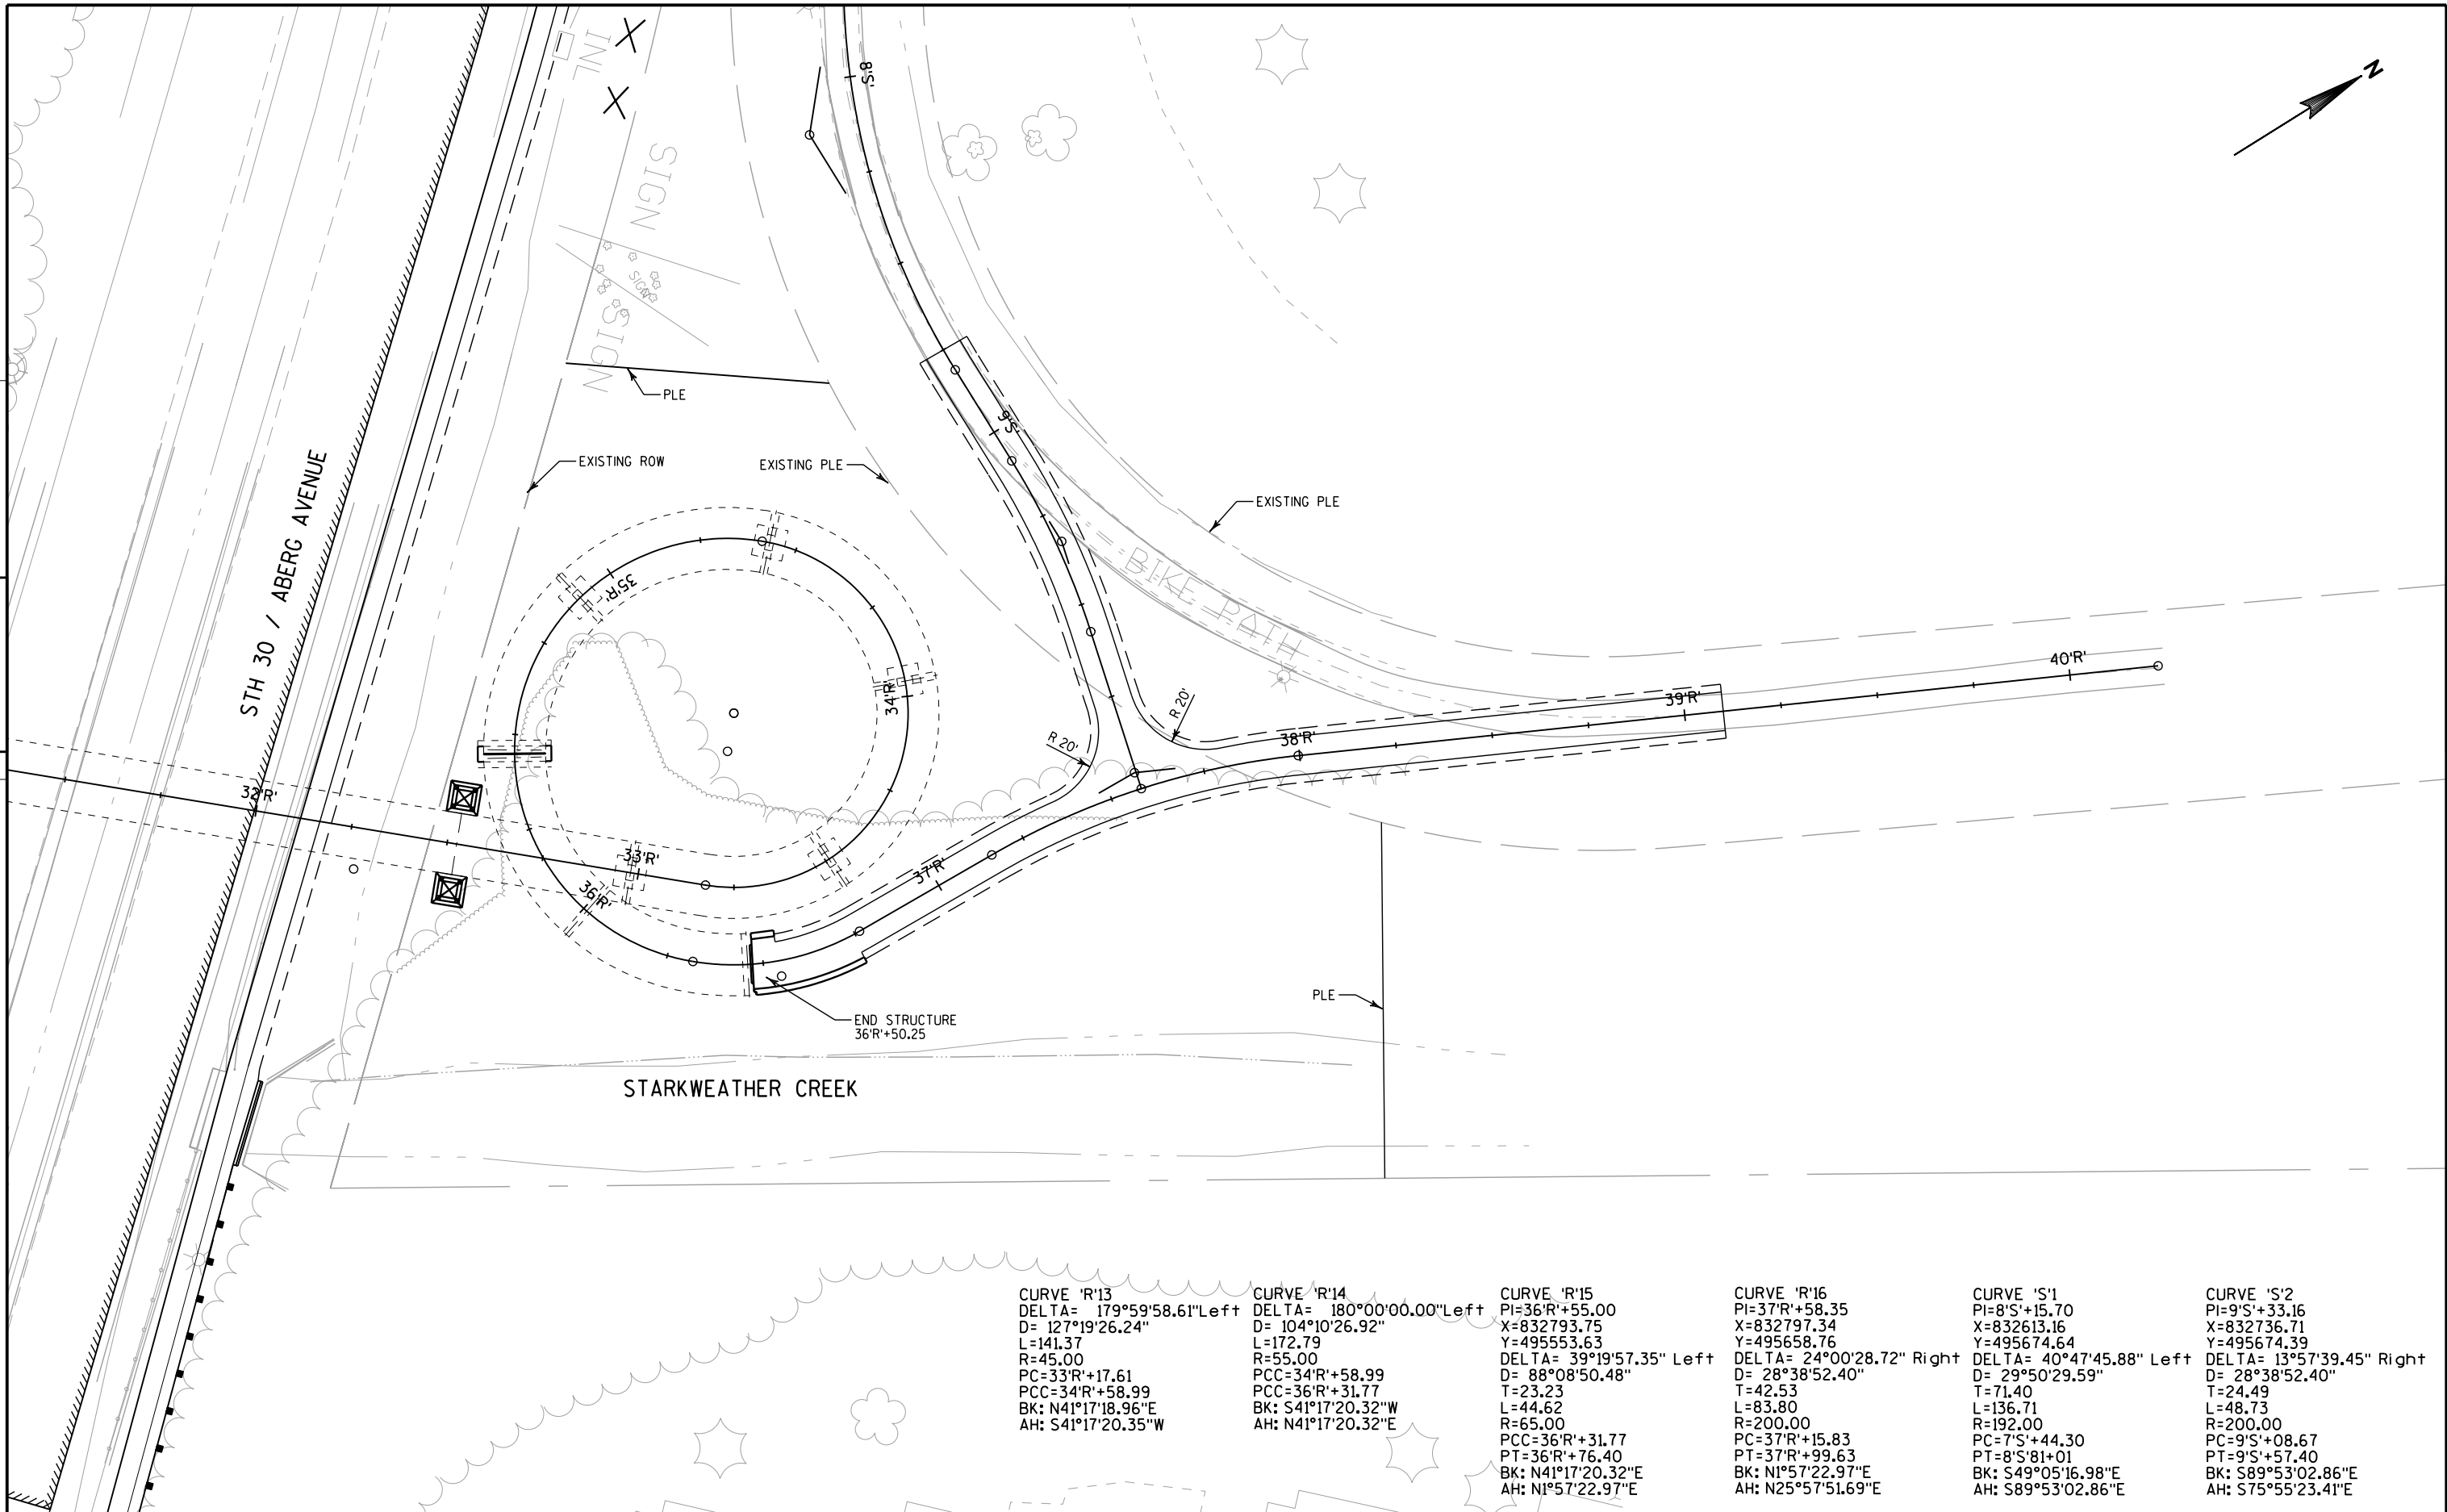 8'S'
N
INL
SIGN
SIGN
SIGN
PLE
9'S'
EXISTING ROW
EXISTING PLE
EXISTING PLE
STH 30 / ABERG AVENUE
BIKE PATH
35'R'
34'R'
40'R'
39'R'
R 20'
R 20'
38'R'
32'R'
33'R'
36'R'
37'R'
PLE
END STRUCTURE
36'R'+50.25
STARKWEATHER CREEK
CURVE 'R'13
DELTA= 179°59'58.61"Left
D= 127°19'26.24"
L=141.37
R=45.00
PC=33'R'+17.61
PCC=34'R'+58.99
BK: N41°17'18.96"E
AH: S41°17'20.35"W
CURVE 'R'14
DELTA= 180°00'00.00"Left
D= 104°10'26.92"
L=172.79
R=55.00
PCC=34'R'+58.99
PCC=36'R'+31.77
BK: S41°17'20.32"W
AH: N41°17'20.32"E
CURVE 'R'15
PI=36'R'+55.00
X=832793.75
Y=495553.63
DELTA= 39°19'57.35" Left
D= 88°08'50.48"
T=23.23
L=44.62
R=65.00
PCC=36'R'+31.77
PT=36'R'+76.40
BK: N41°17'20.32"E
AH: N1°57'22.97"E
CURVE 'R'16
PI=37'R'+58.35
X=832797.34
Y=495658.76
DELTA= 24°00'28.72" Right
D= 28°38'52.40"
T=42.53
L=83.80
R=200.00
PC=37'R'+15.83
PT=37'R'+99.63
BK: N1°57'22.97"E
AH: N25°57'51.69"E
CURVE 'S'1
PI=8'S'+15.70
X=832613.16
Y=495674.64
DELTA= 40°47'45.88" Left
D= 29°50'29.59"
T=71.40
L=136.71
R=192.00
PC=7'S'+44.30
PT=8'S'81+01
BK: S49°05'16.98"E
AH: S89°53'02.86"E
CURVE 'S'2
PI=9'S'+33.16
X=832736.71
Y=495674.39
DELTA= 13°57'39.45" Right
D= 28°38'52.40"
T=24.49
L=48.73
R=200.00
PC=9'S'+08.67
PT=9'S'+57.40
BK: S89°53'02.86"E
AH: S75°55'23.41"E